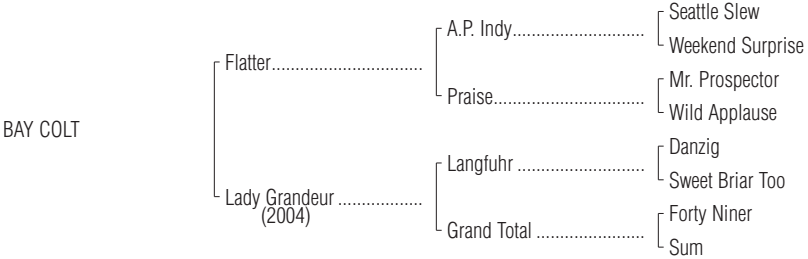 Seattle Slew
A.P. Indy..............................
Weekend Surprise
Flatter..................................
Mr. Prospector
Praise..................................
Wild Applause
BAY COLT
Danzig
Langfuhr .............................
Sweet Briar Too
Lady Grandeur ...................
(2004)
Forty Niner
Grand Total ........................
Sum